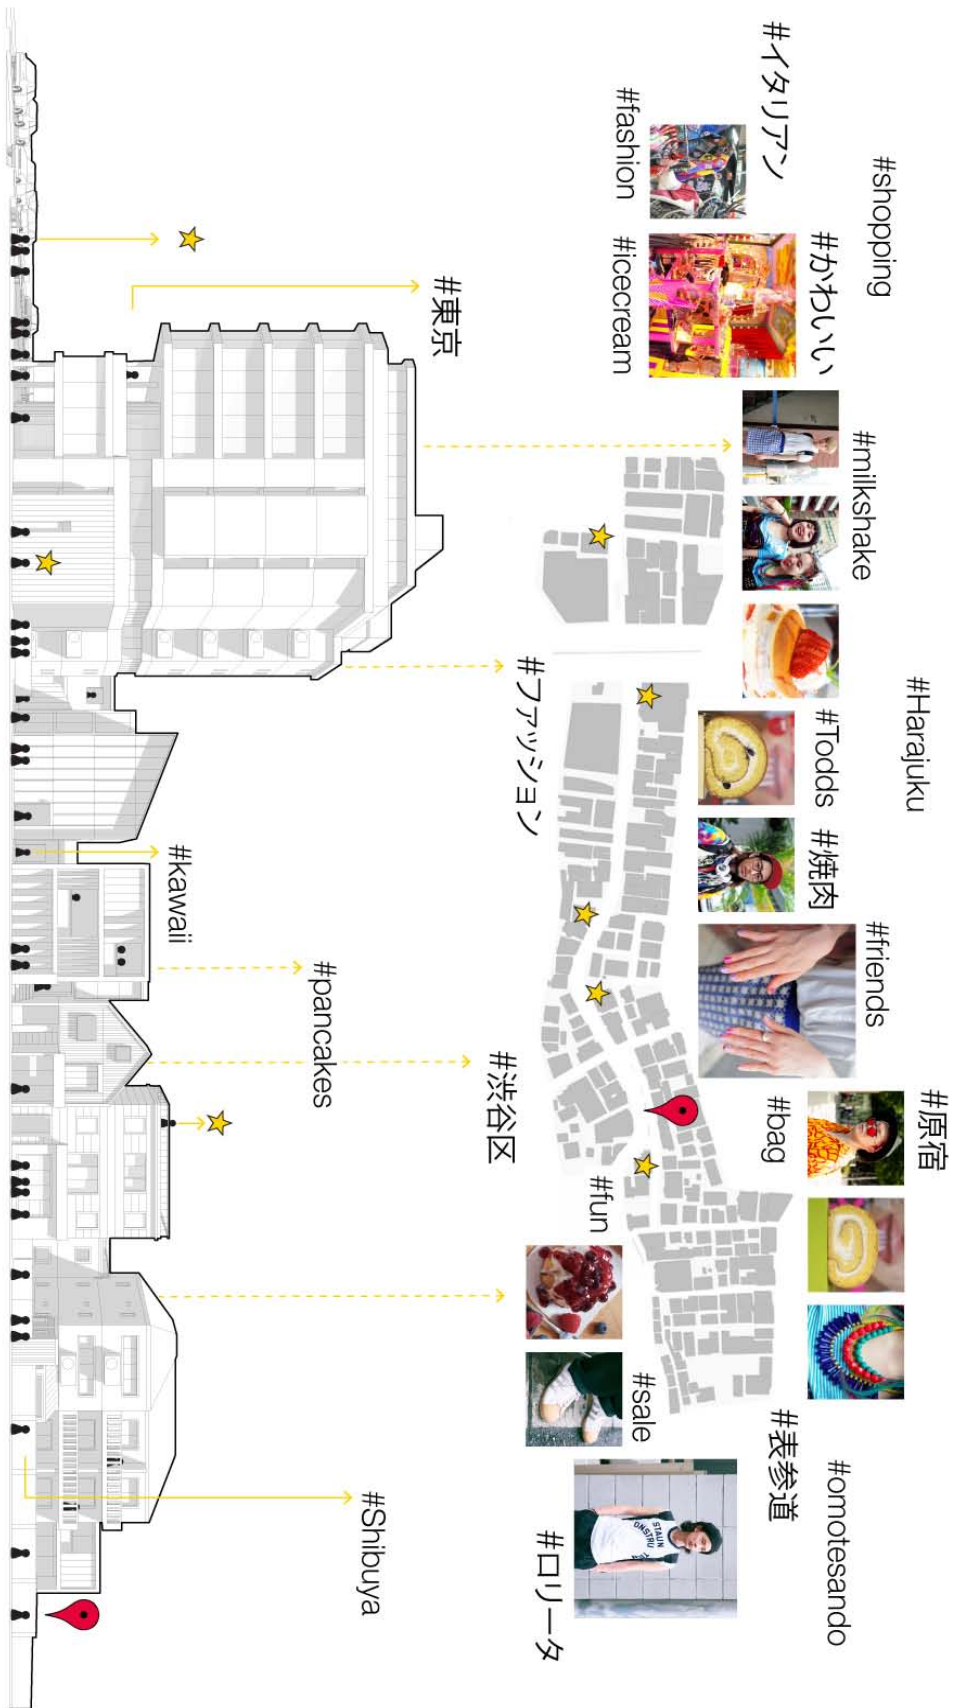 #shopping
#Harajuku
#原宿
#omotesando
#かわいい
#milkshake
#friends
#イタリアン
#Todds
#焼肉
#bag
#表参道
#fashion
#icecream
#fun
#sale
#ロリータ
STAUN
ONSTRU
#東京
#ファッション
#渋谷区
#pancakes
#Shibuya
#kawaii